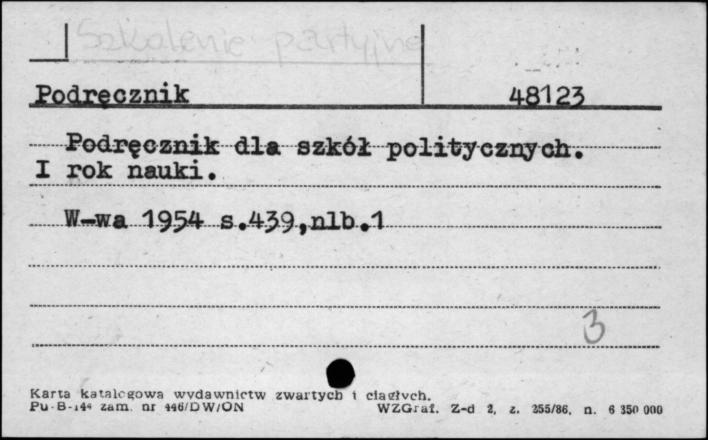 Szkolenie partyjne
Podręcznik 48123
Podręcznik dla szkół politycznych.
I rok nauki.
W-wa 1954 s.439,nlb.1
3
Karta katalogowa wydawnictw zwartych i ciągłych.
Pu-B-144 zam. nr 446/DW/ON WZGraf. Z-d 2, z. 255/86, n. 6 350 000